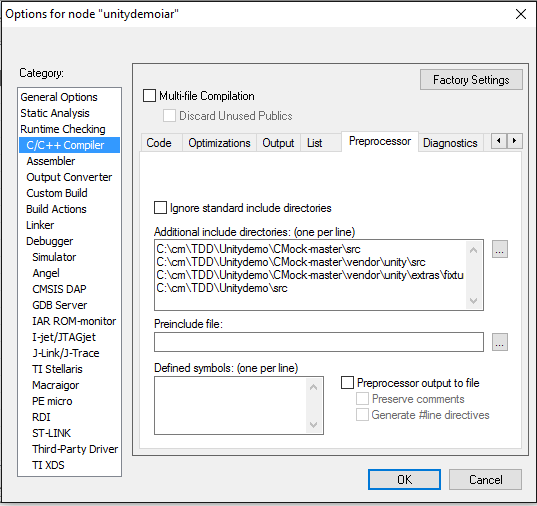 Options for node "unitydemoiar"
Category:
General Options
Static Analysis
Runtime Checking
C/C++ Compiler
Assembler
Output Converter
Custom Build
Build Actions
Linker
Debugger
Simulator
Angel
CMSIS DAP
GDB Server
IAR ROM-monitor
I-jet/JTAGjet
J-Link/J-Trace
TI Stellaris
Macraigor
PE micro
RDI
ST-LINK
Third-Party Driver
TI XDS
Factory Settings
Multi-file Compilation
Discard Unused Publics
Code Optimizations Output List Preprocessor Diagnostics
Ignore standard include directories
Additional include directories: (one per line)
C:\cm\TDD\Unitydemo\CMock-master\src
C:\cm\TDD\Unitydemo\CMock-master\vendor\unity\src
C:\cm\TDD\Unitydemo\CMock-master\vendor\unity\extras\fixtu
C:\cm\TDD\Unitydemo\src
...
Preinclude file:
...
Defined symbols: (one per line)
Preprocessor output to file
Preserve comments
Generate #line directives
OK Cancel